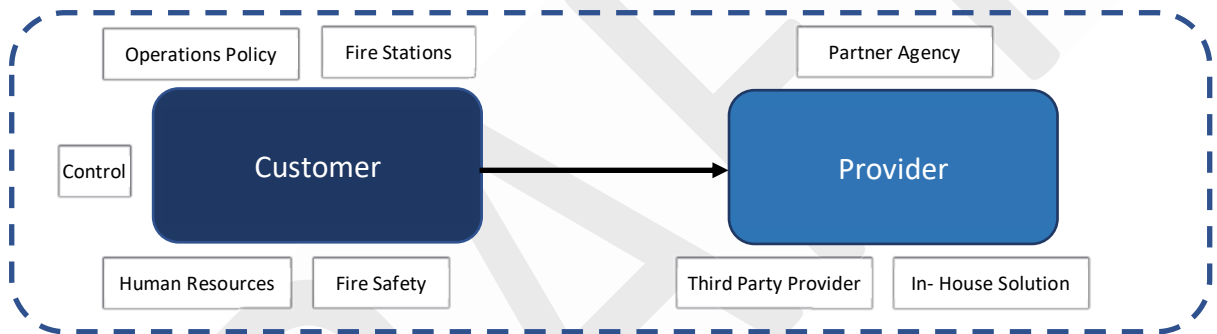 Operations Policy
Fire Stations
Partner Agency
Control
Customer
Provider
Human Resources
Fire Safety
Third Party Provider
In- House Solution